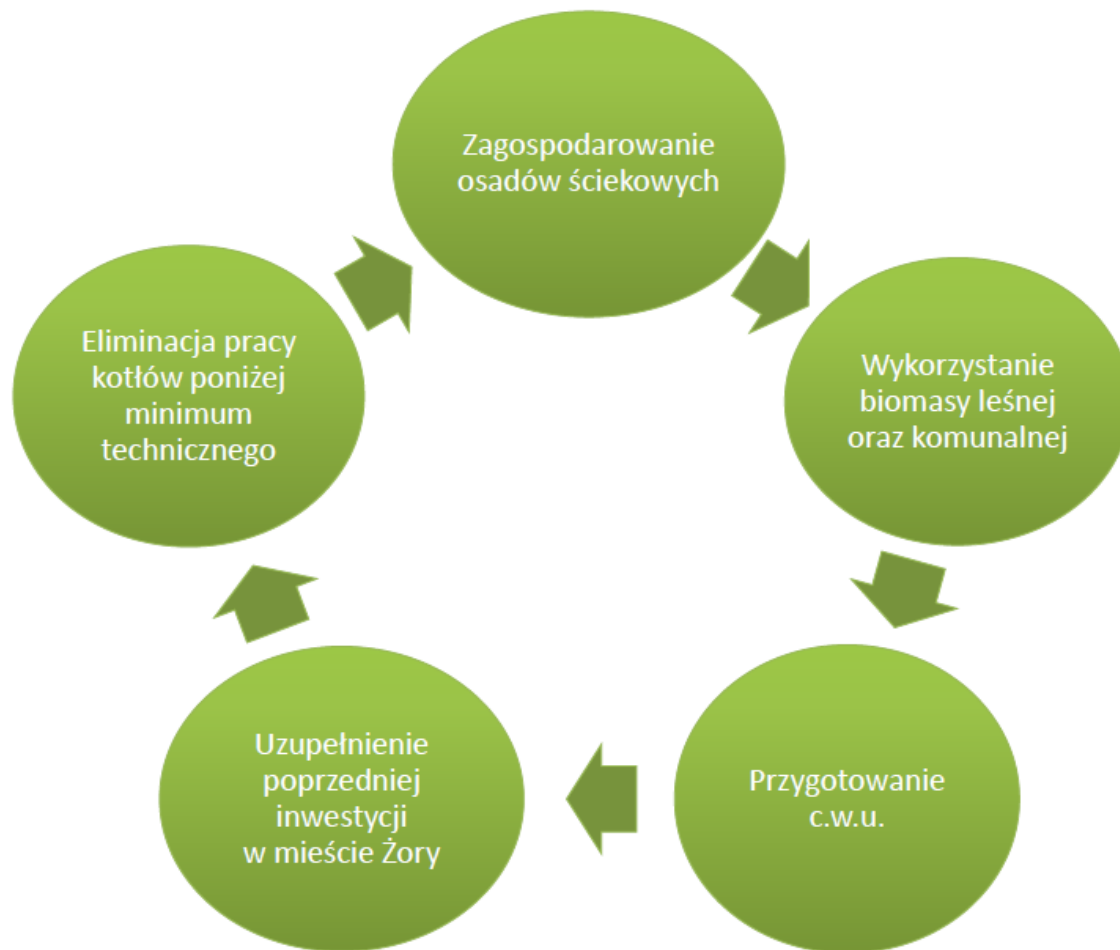 Zagospodarowanie
osadów ściekowych
Wykorzystanie
biomasy leśnej
oraz komunalnej
Przygotowanie
c.w.u.
Uzupełnienie
poprzedniej
inwestycji
w mieście Żory
Eliminacja pracy
kotłów poniżej
minimum
technicznego